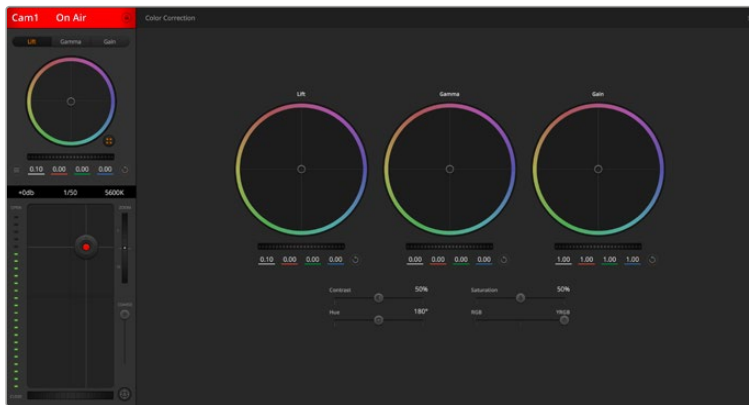 Cam1 On Air
Color Correction
Lift Gamma Gain
0.10 0.00 0.00 0.00
+0db 1/50 5600K
ZOOM
Lift
Gamma
Gain
0.10 0.00 0.00 0.00
0.00 0.00 0.00 0.00
1.00 1.00 1.00 1.00
Contrast 50%
Saturation 50%
Hue 180°
RGB YRGB